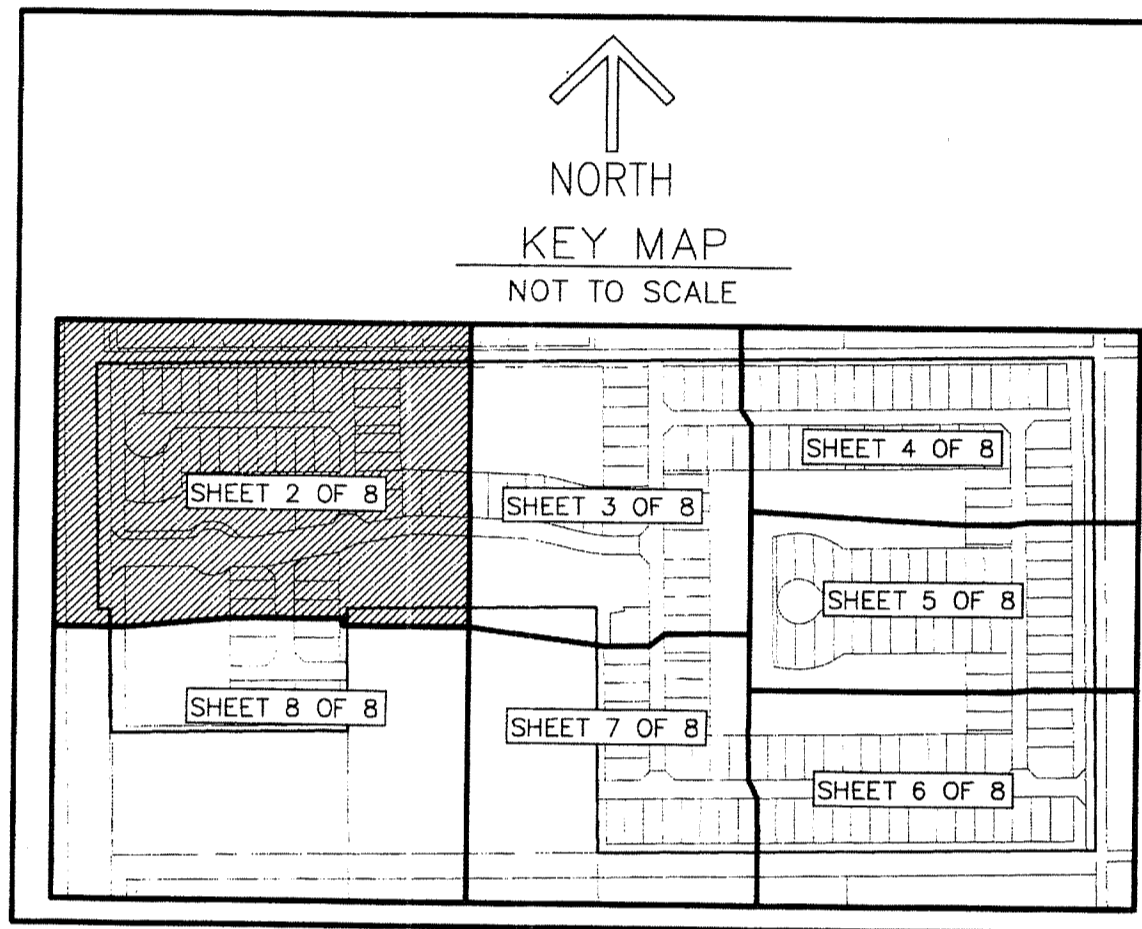 NORTH
KEY MAP
NOT TO SCALE
SHEET 4 OF 8
SHEET 2 OF 8
SHEET 3 OF 8
SHEET 5 OF 8
SHEET 8 OF 8
SHEET 7 OF 8
SHEET 6 OF 8